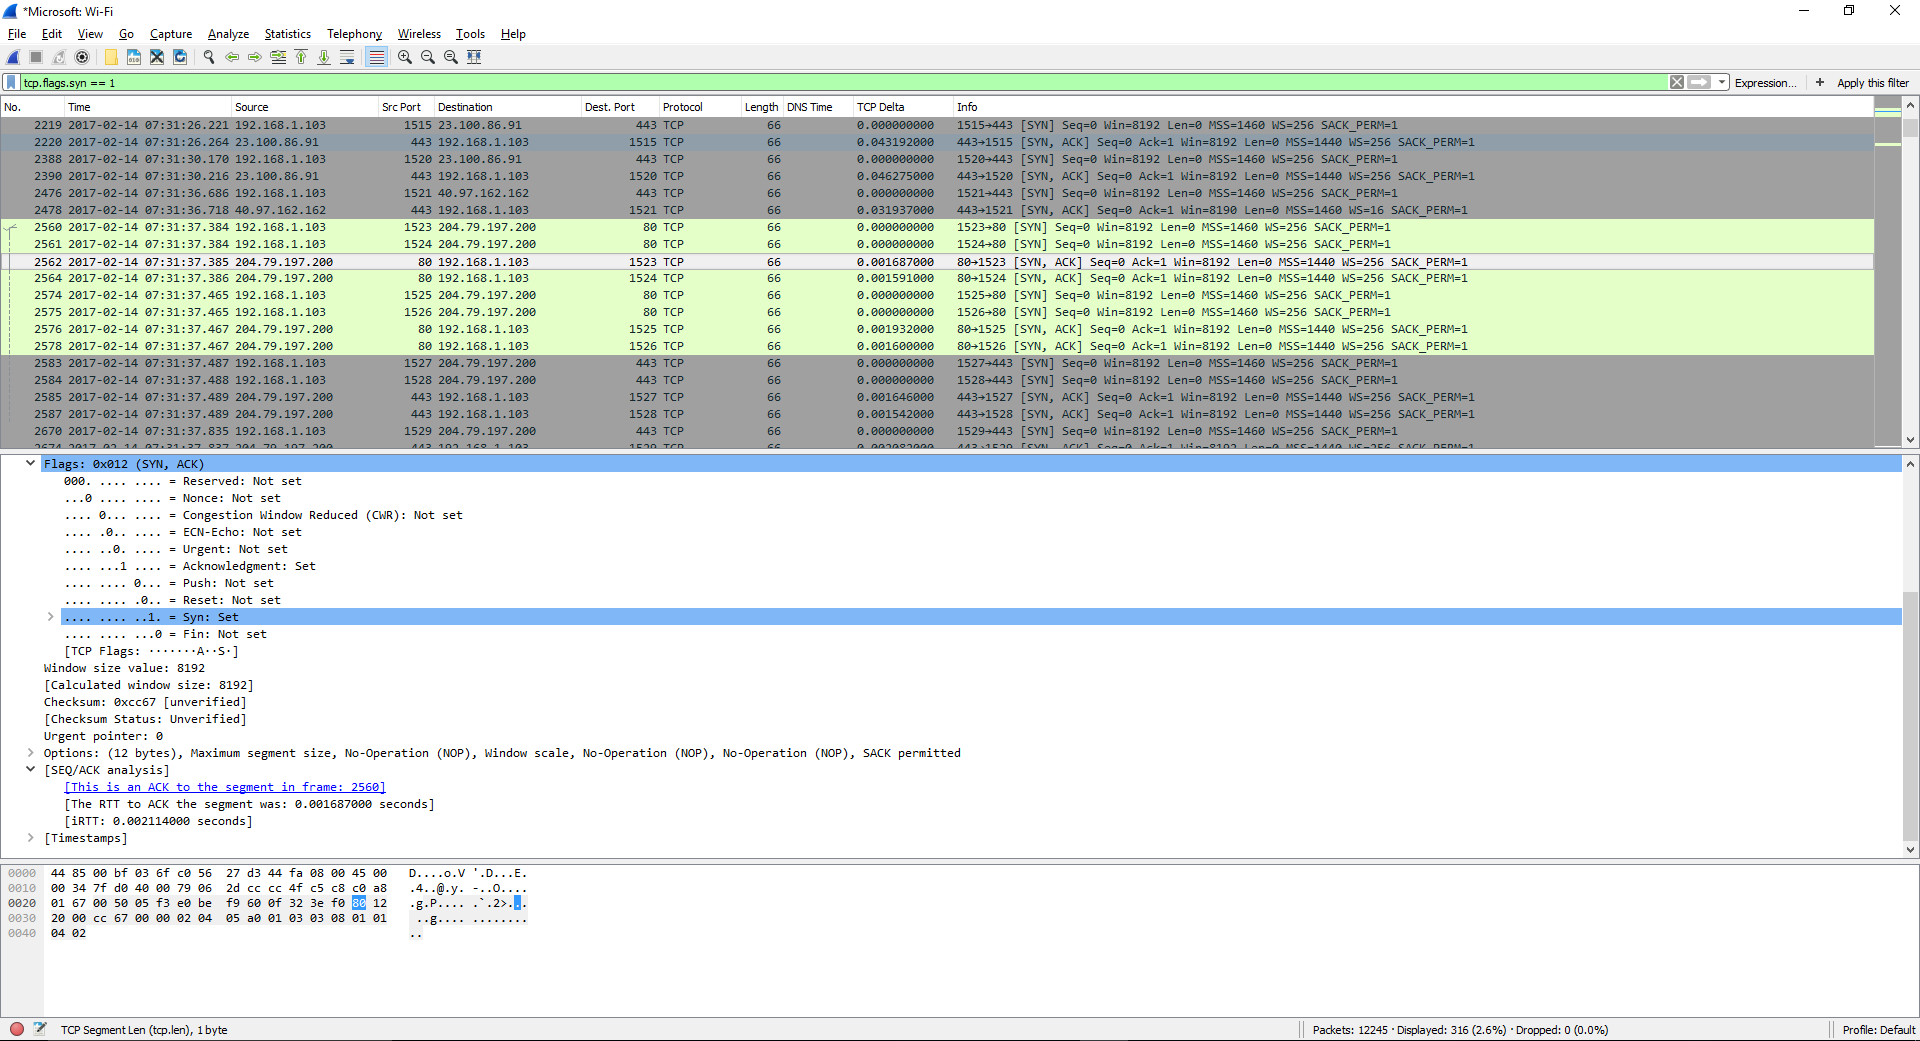 *Microsoft: Wi-Fi
File Edit View Go Capture Analyze Statistics Telephony Wireless Tools Help
tcp.flags.syn == 1 Expression... + Apply this filter
No. Time Source Src Port Destination Dest. Port Protocol Length DNS Time TCP Delta Info
2219 2017-02-14 07:31:26.221 192.168.1.103 1515 23.100.86.91 443 TCP 66 0.000000000 1515→443 [SYN] Seq=0 Win=8192 Len=0 MSS=1460 WS=256 SACK_PERM=1
2220 2017-02-14 07:31:26.264 23.100.86.91 443 192.168.1.103 1515 TCP 66 0.043192000 443→1515 [SYN, ACK] Seq=0 Ack=1 Win=8192 Len=0 MSS=1440 WS=256 SACK_PERM=1
2388 2017-02-14 07:31:30.170 192.168.1.103 1520 23.100.86.91 443 TCP 66 0.000000000 1520→443 [SYN] Seq=0 Win=8192 Len=0 MSS=1460 WS=256 SACK_PERM=1
2390 2017-02-14 07:31:30.216 23.100.86.91 443 192.168.1.103 1520 TCP 66 0.046275000 443→1520 [SYN, ACK] Seq=0 Ack=1 Win=8192 Len=0 MSS=1440 WS=256 SACK_PERM=1
2476 2017-02-14 07:31:36.686 192.168.1.103 1521 40.97.162.162 443 TCP 66 0.000000000 1521→443 [SYN] Seq=0 Win=8192 Len=0 MSS=1460 WS=256 SACK_PERM=1
2478 2017-02-14 07:31:36.718 40.97.162.162 443 192.168.1.103 1521 TCP 66 0.031937000 443→1521 [SYN, ACK] Seq=0 Ack=1 Win=8190 Len=0 MSS=1460 WS=16 SACK_PERM=1
2560 2017-02-14 07:31:37.384 192.168.1.103 1523 204.79.197.200 80 TCP 66 0.000000000 1523→80 [SYN] Seq=0 Win=8192 Len=0 MSS=1460 WS=256 SACK_PERM=1
2561 2017-02-14 07:31:37.384 192.168.1.103 1524 204.79.197.200 80 TCP 66 0.000000000 1524→80 [SYN] Seq=0 Win=8192 Len=0 MSS=1460 WS=256 SACK_PERM=1
2562 2017-02-14 07:31:37.385 204.79.197.200 80 192.168.1.103 1523 TCP 66 0.001687000 80→1523 [SYN, ACK] Seq=0 Ack=1 Win=8192 Len=0 MSS=1440 WS=256 SACK_PERM=1
2564 2017-02-14 07:31:37.386 204.79.197.200 80 192.168.1.103 1524 TCP 66 0.001591000 80→1524 [SYN, ACK] Seq=0 Ack=1 Win=8192 Len=0 MSS=1440 WS=256 SACK_PERM=1
2574 2017-02-14 07:31:37.465 192.168.1.103 1525 204.79.197.200 80 TCP 66 0.000000000 1525→80 [SYN] Seq=0 Win=8192 Len=0 MSS=1460 WS=256 SACK_PERM=1
2575 2017-02-14 07:31:37.465 192.168.1.103 1526 204.79.197.200 80 TCP 66 0.000000000 1526→80 [SYN] Seq=0 Win=8192 Len=0 MSS=1460 WS=256 SACK_PERM=1
2576 2017-02-14 07:31:37.467 204.79.197.200 80 192.168.1.103 1525 TCP 66 0.001932000 80→1525 [SYN, ACK] Seq=0 Ack=1 Win=8192 Len=0 MSS=1440 WS=256 SACK_PERM=1
2578 2017-02-14 07:31:37.467 204.79.197.200 80 192.168.1.103 1526 TCP 66 0.001600000 80→1526 [SYN, ACK] Seq=0 Ack=1 Win=8192 Len=0 MSS=1440 WS=256 SACK_PERM=1
2583 2017-02-14 07:31:37.487 192.168.1.103 1527 204.79.197.200 443 TCP 66 0.000000000 1527→443 [SYN] Seq=0 Win=8192 Len=0 MSS=1460 WS=256 SACK_PERM=1
2584 2017-02-14 07:31:37.488 192.168.1.103 1528 204.79.197.200 443 TCP 66 0.000000000 1528→443 [SYN] Seq=0 Win=8192 Len=0 MSS=1460 WS=256 SACK_PERM=1
2585 2017-02-14 07:31:37.489 204.79.197.200 443 192.168.1.103 1527 TCP 66 0.001646000 443→1527 [SYN, ACK] Seq=0 Ack=1 Win=8192 Len=0 MSS=1440 WS=256 SACK_PERM=1
2587 2017-02-14 07:31:37.489 204.79.197.200 443 192.168.1.103 1528 TCP 66 0.001542000 443→1528 [SYN, ACK] Seq=0 Ack=1 Win=8192 Len=0 MSS=1440 WS=256 SACK_PERM=1
2670 2017-02-14 07:31:37.835 192.168.1.103 1529 204.79.197.200 443 TCP 66 0.000000000 1529→443 [SYN] Seq=0 Win=8192 Len=0 MSS=1460 WS=256 SACK_PERM=1
2674 2017-02-14 07:31:37.837 204.79.197.200 443 192.168.1.103 1529 TCP 66 0.002082000 443→1529 [SYN, ACK] Seq=0 Ack=1 Win=8192 Len=0 MSS=1440 WS=256 SACK_PERM=1
Flags: 0x012 (SYN, ACK)
000. .... .... = Reserved: Not set
...0 .... .... = Nonce: Not set
.... 0... .... = Congestion Window Reduced (CWR): Not set
.... .0.. .... = ECN-Echo: Not set
.... ..0. .... = Urgent: Not set
.... ...1 .... = Acknowledgment: Set
.... .... 0... = Push: Not set
.... .... .0.. = Reset: Not set
.... .... ..1. = Syn: Set
.... .... ...0 = Fin: Not set
[TCP Flags: ·······A··S·]
Window size value: 8192
[Calculated window size: 8192]
Checksum: 0xcc67 [unverified]
[Checksum Status: Unverified]
Urgent pointer: 0
Options: (12 bytes), Maximum segment size, No-Operation (NOP), Window scale, No-Operation (NOP), No-Operation (NOP), SACK permitted
[SEQ/ACK analysis]
[This is an ACK to the segment in frame: 2560]
[The RTT to ACK the segment was: 0.001687000 seconds]
[iRTT: 0.002114000 seconds]
[Timestamps]
0000 44 85 00 bf 03 6f c0 56 27 d3 44 fa 08 00 45 00 D....o.V '.D...E.
0010 00 34 7f d0 40 00 79 06 2d cc cc 4f c5 c8 c0 a8 .4..@.y. -..O....
0020 01 67 00 50 05 f3 e0 be f9 60 0f 32 3e f0 80 12 .g.P.... .`.2>...
0030 20 00 cc 67 00 00 02 04 05 a0 01 03 03 08 01 01 ..g.... ........
0040 04 02 ..
TCP Segment Len (tcp.len), 1 byte Packets: 12245 · Displayed: 316 (2.6%) · Dropped: 0 (0.0%) Profile: Default